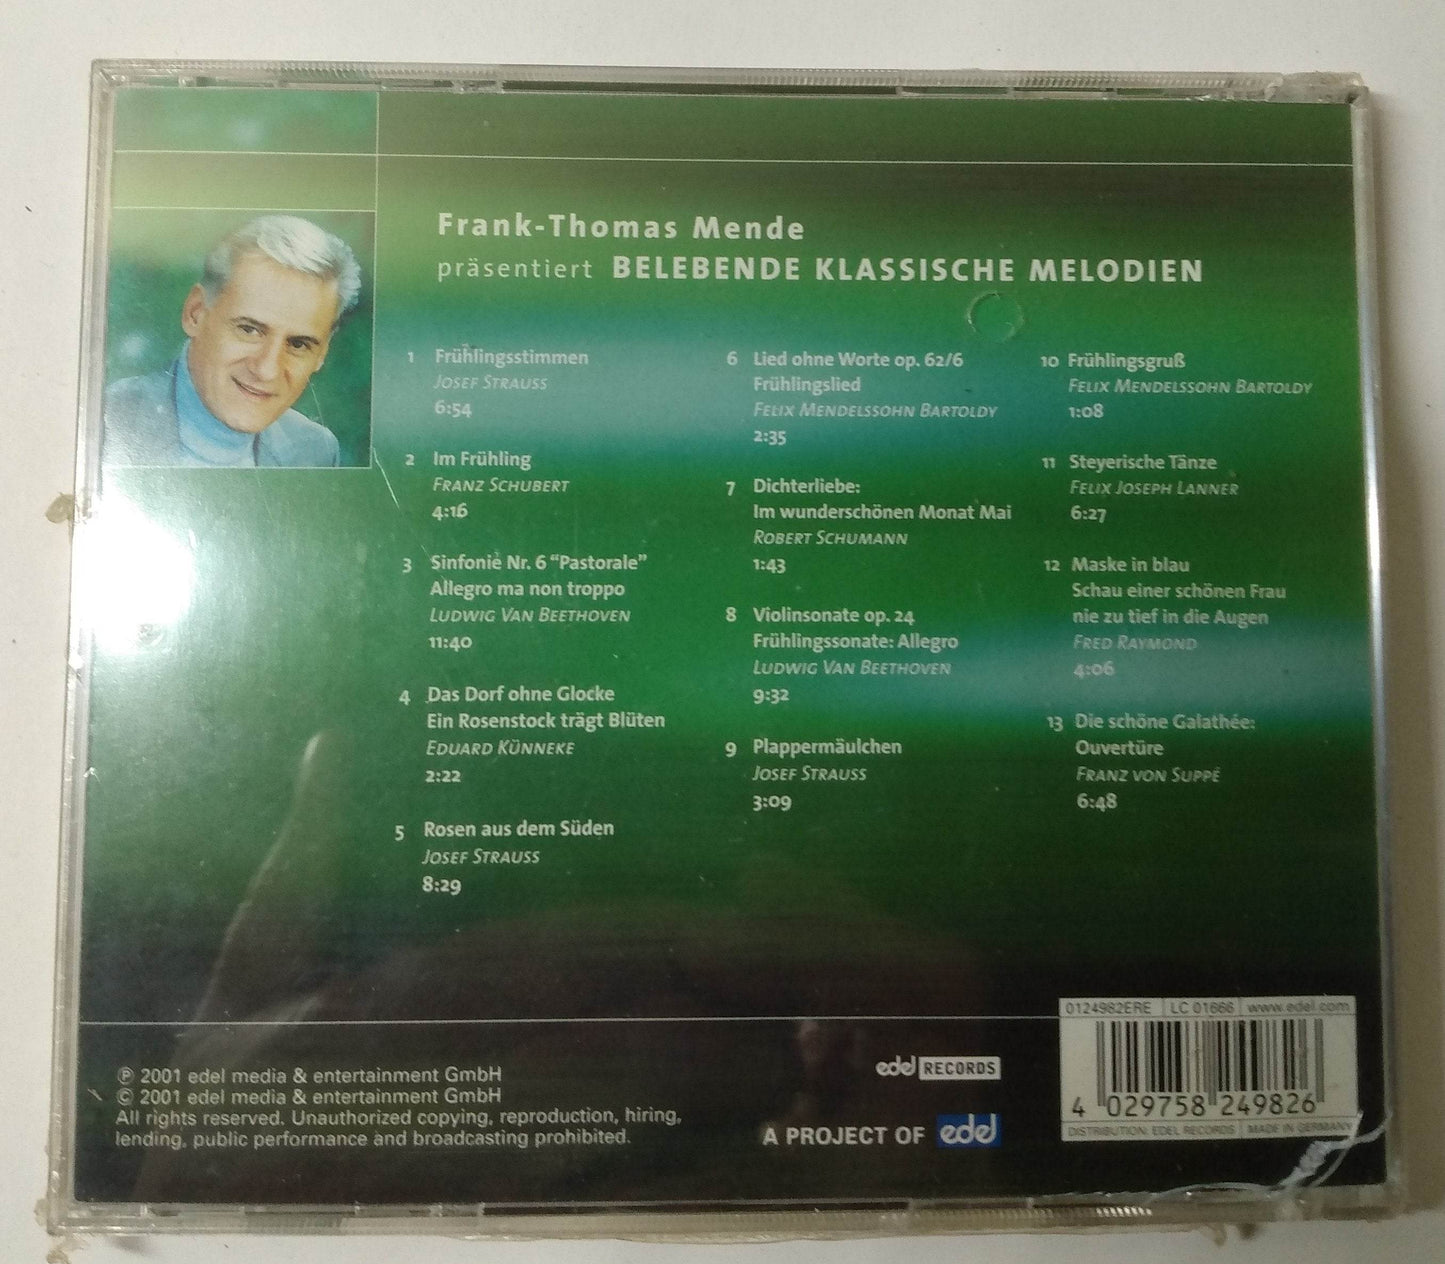 Frank-Thomas Mende
präsentiert BELEBENDE KLASSISCHE MELODIEN
1 Frühlingsstimmen
JOSEF STRAUSS
6:54
2 Im Frühling
FRANZ SCHUBERT
4:16
3 Sinfonie Nr. 6 “Pastorale”
Allegro ma non troppo
LUDWIG VAN BEETHOVEN
11:40
4 Das Dorf ohne Glocke
Ein Rosenstock trägt Blüten
EDUARD KÜNNEKE
2:22
5 Rosen aus dem Süden
JOSEF STRAUSS
8:29
6 Lied ohne Worte op. 62/6
Frühlingslied
FELIX MENDELSSOHN BARTOLDY
2:35
7 Dichterliebe:
Im wunderschönen Monat Mai
ROBERT SCHUMANN
1:43
8 Violinsonate op. 24
Frühlingssonate: Allegro
LUDWIG VAN BEETHOVEN
9:32
9 Plappermäulchen
JOSEF STRAUSS
3:09
10 Frühlingsgruß
FELIX MENDELSSOHN BARTOLDY
1:08
11 Steyerische Tänze
FELIX JOSEPH LANNER
6:27
12 Maske in blau
Schau einer schönen Frau
nie zu tief in die Augen
FRED RAYMOND
4:06
13 Die schöne Galathée:
Ouvertüre
FRANZ VON SUPPÉ
6:48
℗ 2001 edel media & entertainment GmbH
© 2001 edel media & entertainment GmbH
All rights reserved. Unauthorized copying, reproduction, hiring,
lending, public performance and broadcasting prohibited.
edel RECORDS
A PROJECT OF edel
0124982ERE LC 01666 www.edel.com
4 029758 249826
DISTRIBUTION: EDEL RECORDS MADE IN GERMANY